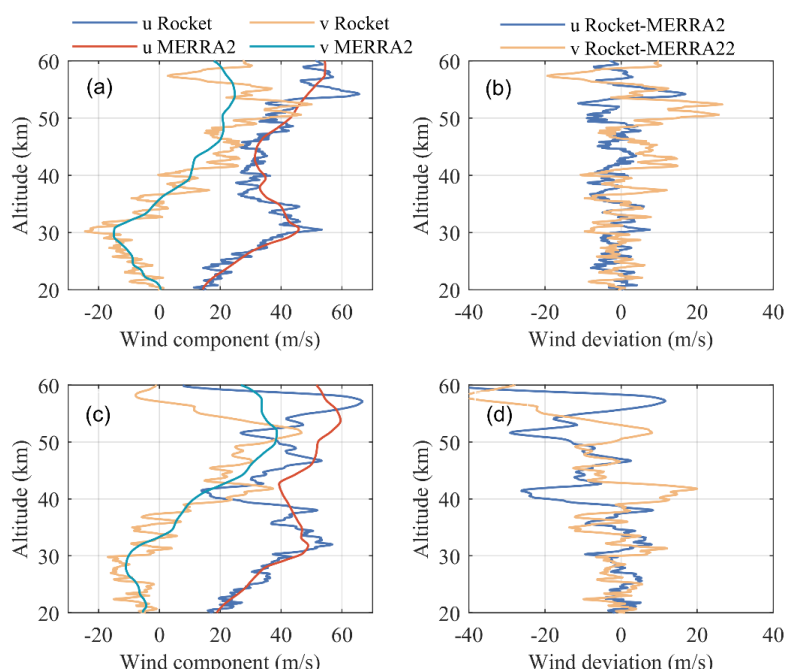 u Rocket v Rocket
u MERRA2 v MERRA2
u Rocket-MERRA2
v Rocket-MERRA22
60
50
40
30
20
Altitude (km)
(a)
-20 0 20 40 60
Wind component (m/s)
60
50
40
30
20
Altitude (km)
(b)
-40 -20 0 20 40
Wind deviation (m/s)
60
50
40
30
20
Altitude (km)
(c)
-20 0 20 40 60
Wind component (m/s)
60
50
40
30
20
Altitude (km)
(d)
-40 -20 0 20 40
Wind deviation (m/s)